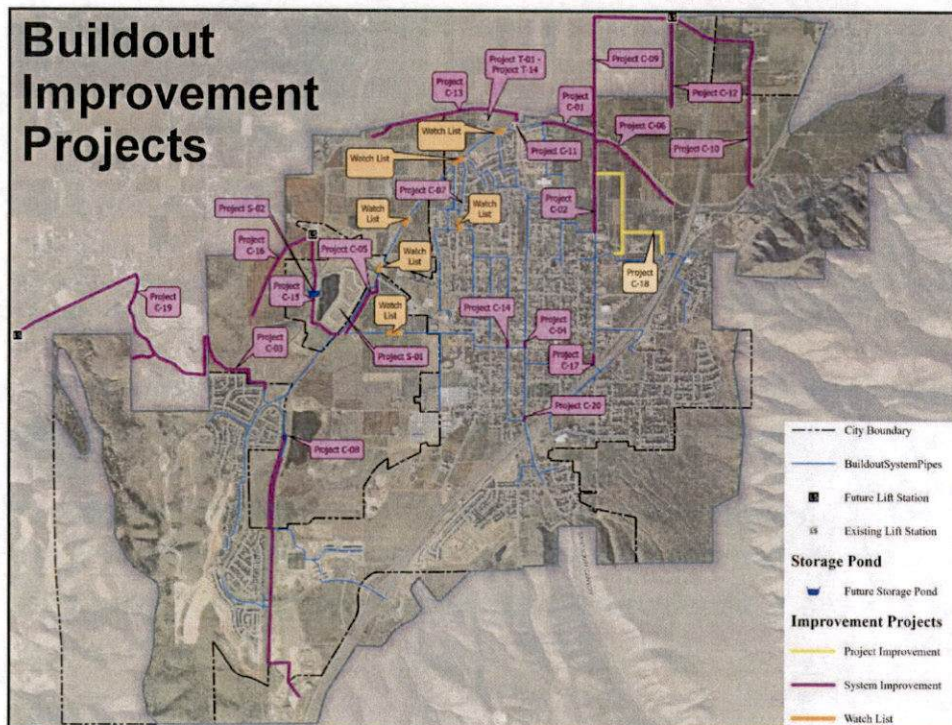 Buildout
Improvement
Projects
Project T-01 -
Project T-14
Project
C-13
Project C-09
Project
C-01
Project C-12
Watch List
Project C-06
Watch List
Project C-11
Project C-10
Project C-07
Project S-02
Watch List
Watch List
Project
C-02
Project
C-16
Project C-05
Watch List
Project
C-18
Project
C-15
Project
C-19
Watch List
Project C-14
Project
C-04
Project C-03
Project S-01
Project
C-17
Project C-20
Project C-08
City Boundary
BuildoutSystemPipes
LS
Future Lift Station
LS
Existing Lift Station
Storage Pond
Future Storage Pond
Improvement Projects
Project Improvement
System Improvement
Watch List